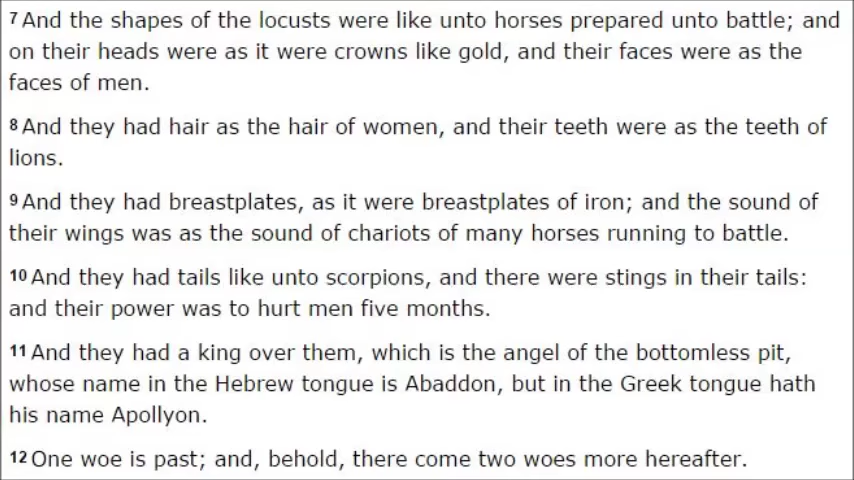 7 And the shapes of the locusts were like unto horses prepared unto battle; and
on their heads were as it were crowns like gold, and their faces were as the
faces of men.
8 And they had hair as the hair of women, and their teeth were as the teeth of
lions.
9 And they had breastplates, as it were breastplates of iron; and the sound of
their wings was as the sound of chariots of many horses running to battle.
10 And they had tails like unto scorpions, and there were stings in their tails:
and their power was to hurt men five months.
11 And they had a king over them, which is the angel of the bottomless pit,
whose name in the Hebrew tongue is Abaddon, but in the Greek tongue hath
his name Apollyon.
12 One woe is past; and, behold, there come two woes more hereafter.